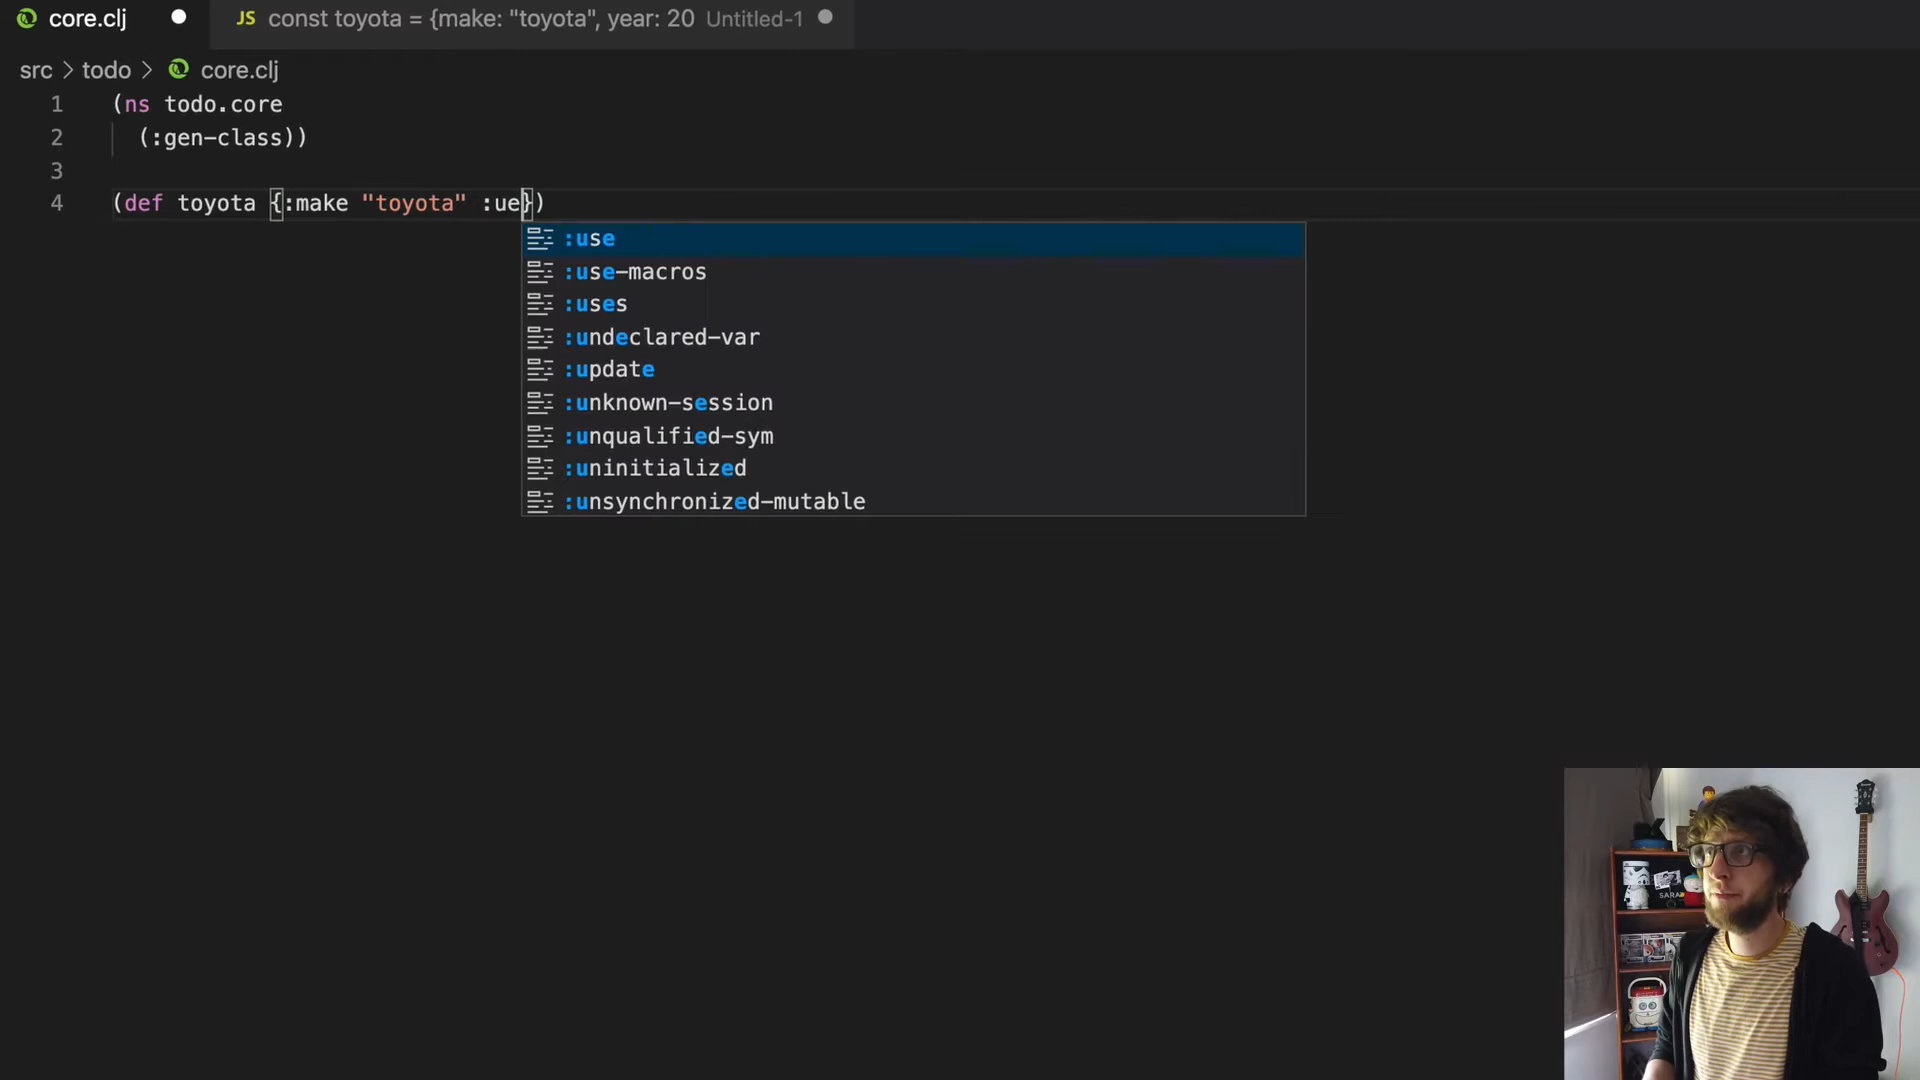 core.clj
JS const toyota = {make: "toyota", year: 20 Untitled-1
src > todo > core.clj
1 (ns todo.core
2 (:gen-class))
3
4 (def toyota {:make "toyota" :ue})
:use
:use-macros
:uses
:undeclared-var
:update
:unknown-session
:unqualified-sym
:uninitialized
:unsynchronized-mutable
SARA